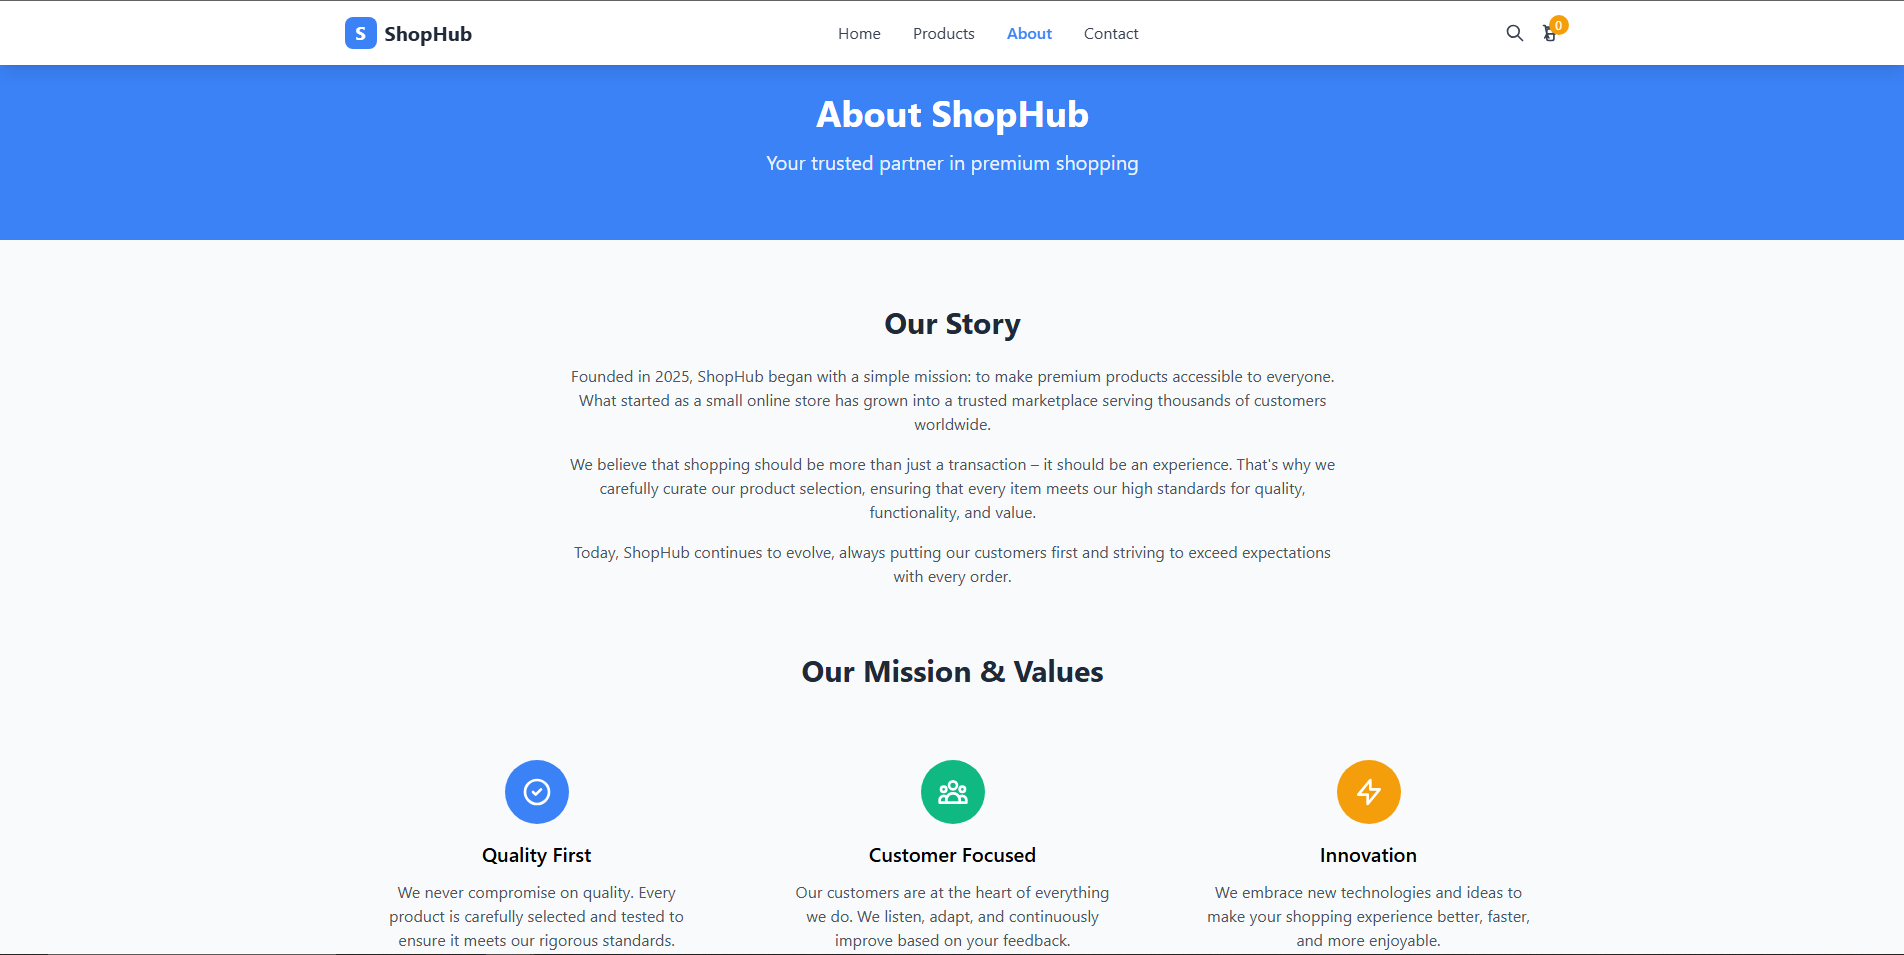 S ShopHub
Home Products About Contact
0
About ShopHub
Your trusted partner in premium shopping
Our Story
Founded in 2025, ShopHub began with a simple mission: to make premium products accessible to everyone.
What started as a small online store has grown into a trusted marketplace serving thousands of customers
worldwide.
We believe that shopping should be more than just a transaction – it should be an experience. That's why we
carefully curate our product selection, ensuring that every item meets our high standards for quality,
functionality, and value.
Today, ShopHub continues to evolve, always putting our customers first and striving to exceed expectations
with every order.
Our Mission & Values
Quality First
We never compromise on quality. Every
product is carefully selected and tested to
ensure it meets our rigorous standards.
Customer Focused
Our customers are at the heart of everything
we do. We listen, adapt, and continuously
improve based on your feedback.
Innovation
We embrace new technologies and ideas to
make your shopping experience better, faster,
and more enjoyable.